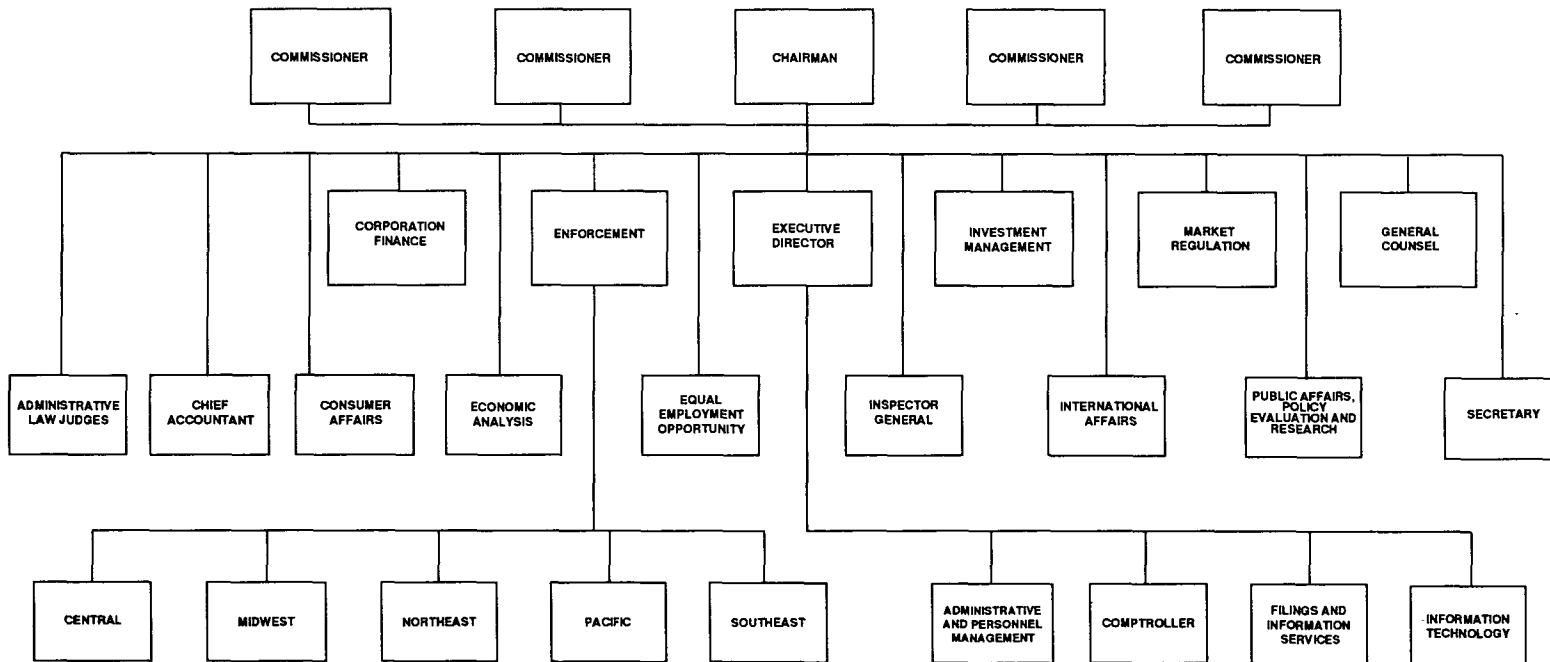 COMMISSIONER
COMMISSIONER
CHAIRMAN
COMMISSIONER
COMMISSIONER
CORPORATION
FINANCE
ENFORCEMENT
EXECUTIVE
DIRECTOR
INVESTMENT
MANAGEMENT
MARKET
REGULATION
GENERAL
COUNSEL
ADMINISTRATIVE
LAW JUDGES
CHIEF
ACCOUNTANT
CONSUMER
AFFAIRS
ECONOMIC
ANALYSIS
EQUAL
EMPLOYMENT
OPPORTUNITY
INSPECTOR
GENERAL
INTERNATIONAL
AFFAIRS
PUBLIC AFFAIRS,
POLICY
EVALUATION AND
RESEARCH
SECRETARY
CENTRAL
MIDWEST
NORTHEAST
PACIFIC
SOUTHEAST
ADMINISTRATIVE
AND PERSONNEL
MANAGEMENT
COMPTROLLER
FILINGS AND
INFORMATION
SERVICES
INFORMATION
TECHNOLOGY